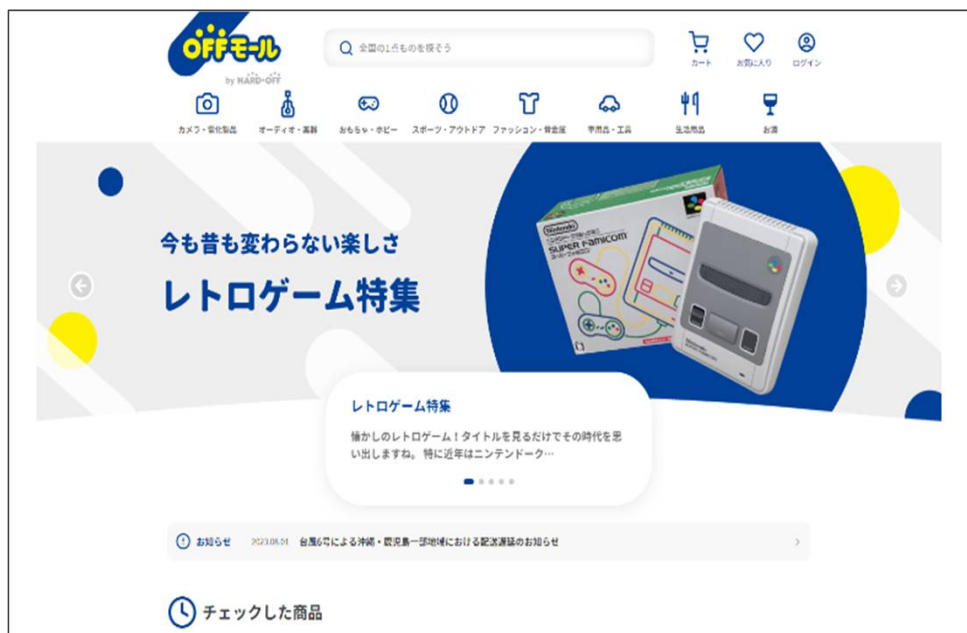 OFFモール
by HARD-OFF
全国の1点ものを探そう
カート
お気に入り
ログイン
カメラ・電化製品
オーディオ・楽器
おもちゃ・ホビー
スポーツ・アウトドア
ファッション・貴金属
車用品・工具
生活用品
お酒
今も昔も変わらない楽しさ
レトロゲーム特集
Nintendo
SUPER FAMICOM
レトロゲーム特集
懐かしのレトロゲーム！タイトルを見るだけでその時代を思
い出しますね。 特に近年はニンテンドーク…
お知らせ
2023.08.01
台風6号による沖縄・鹿児島一部地域における配送遅延のお知らせ
チェックした商品